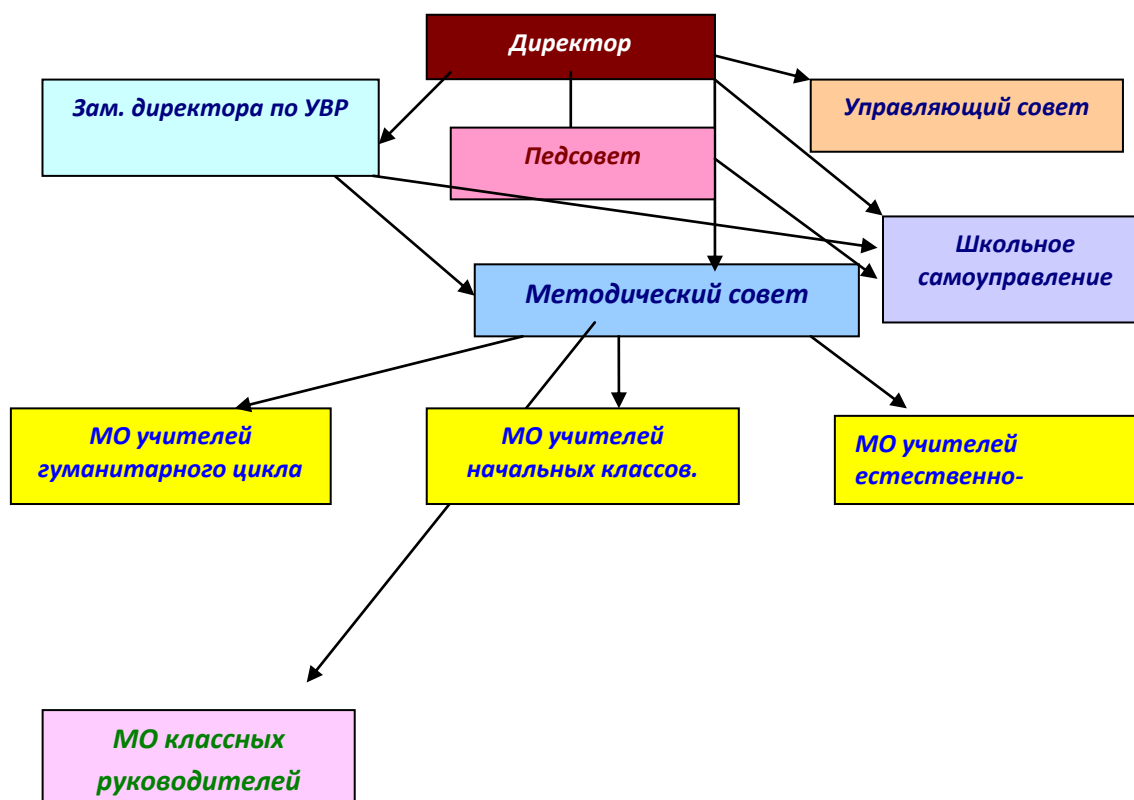 Директор
Зам. директора по УВР
Управляющий совет
Педсовет
Школьное
самоуправление
Методический совет
МО учителей
гуманитарного цикла
МО учителей
начальных классов.
МО учителей
естественно-
МО классных
руководителей